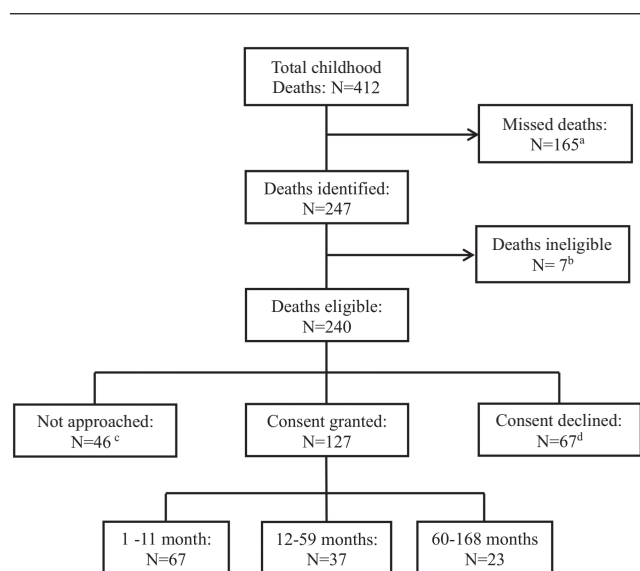 Total childhood
Deaths: N=412
Missed deaths:
N=165a
Deaths identified:
N=247
Deaths ineligible
N= 7b
Deaths eligible:
N=240
Not approached:
N=46 c
Consent granted:
N=127
Consent declined:
N=67d
1 -11 month:
N=67
12-59 months:
N=37
60-168 months
N=23